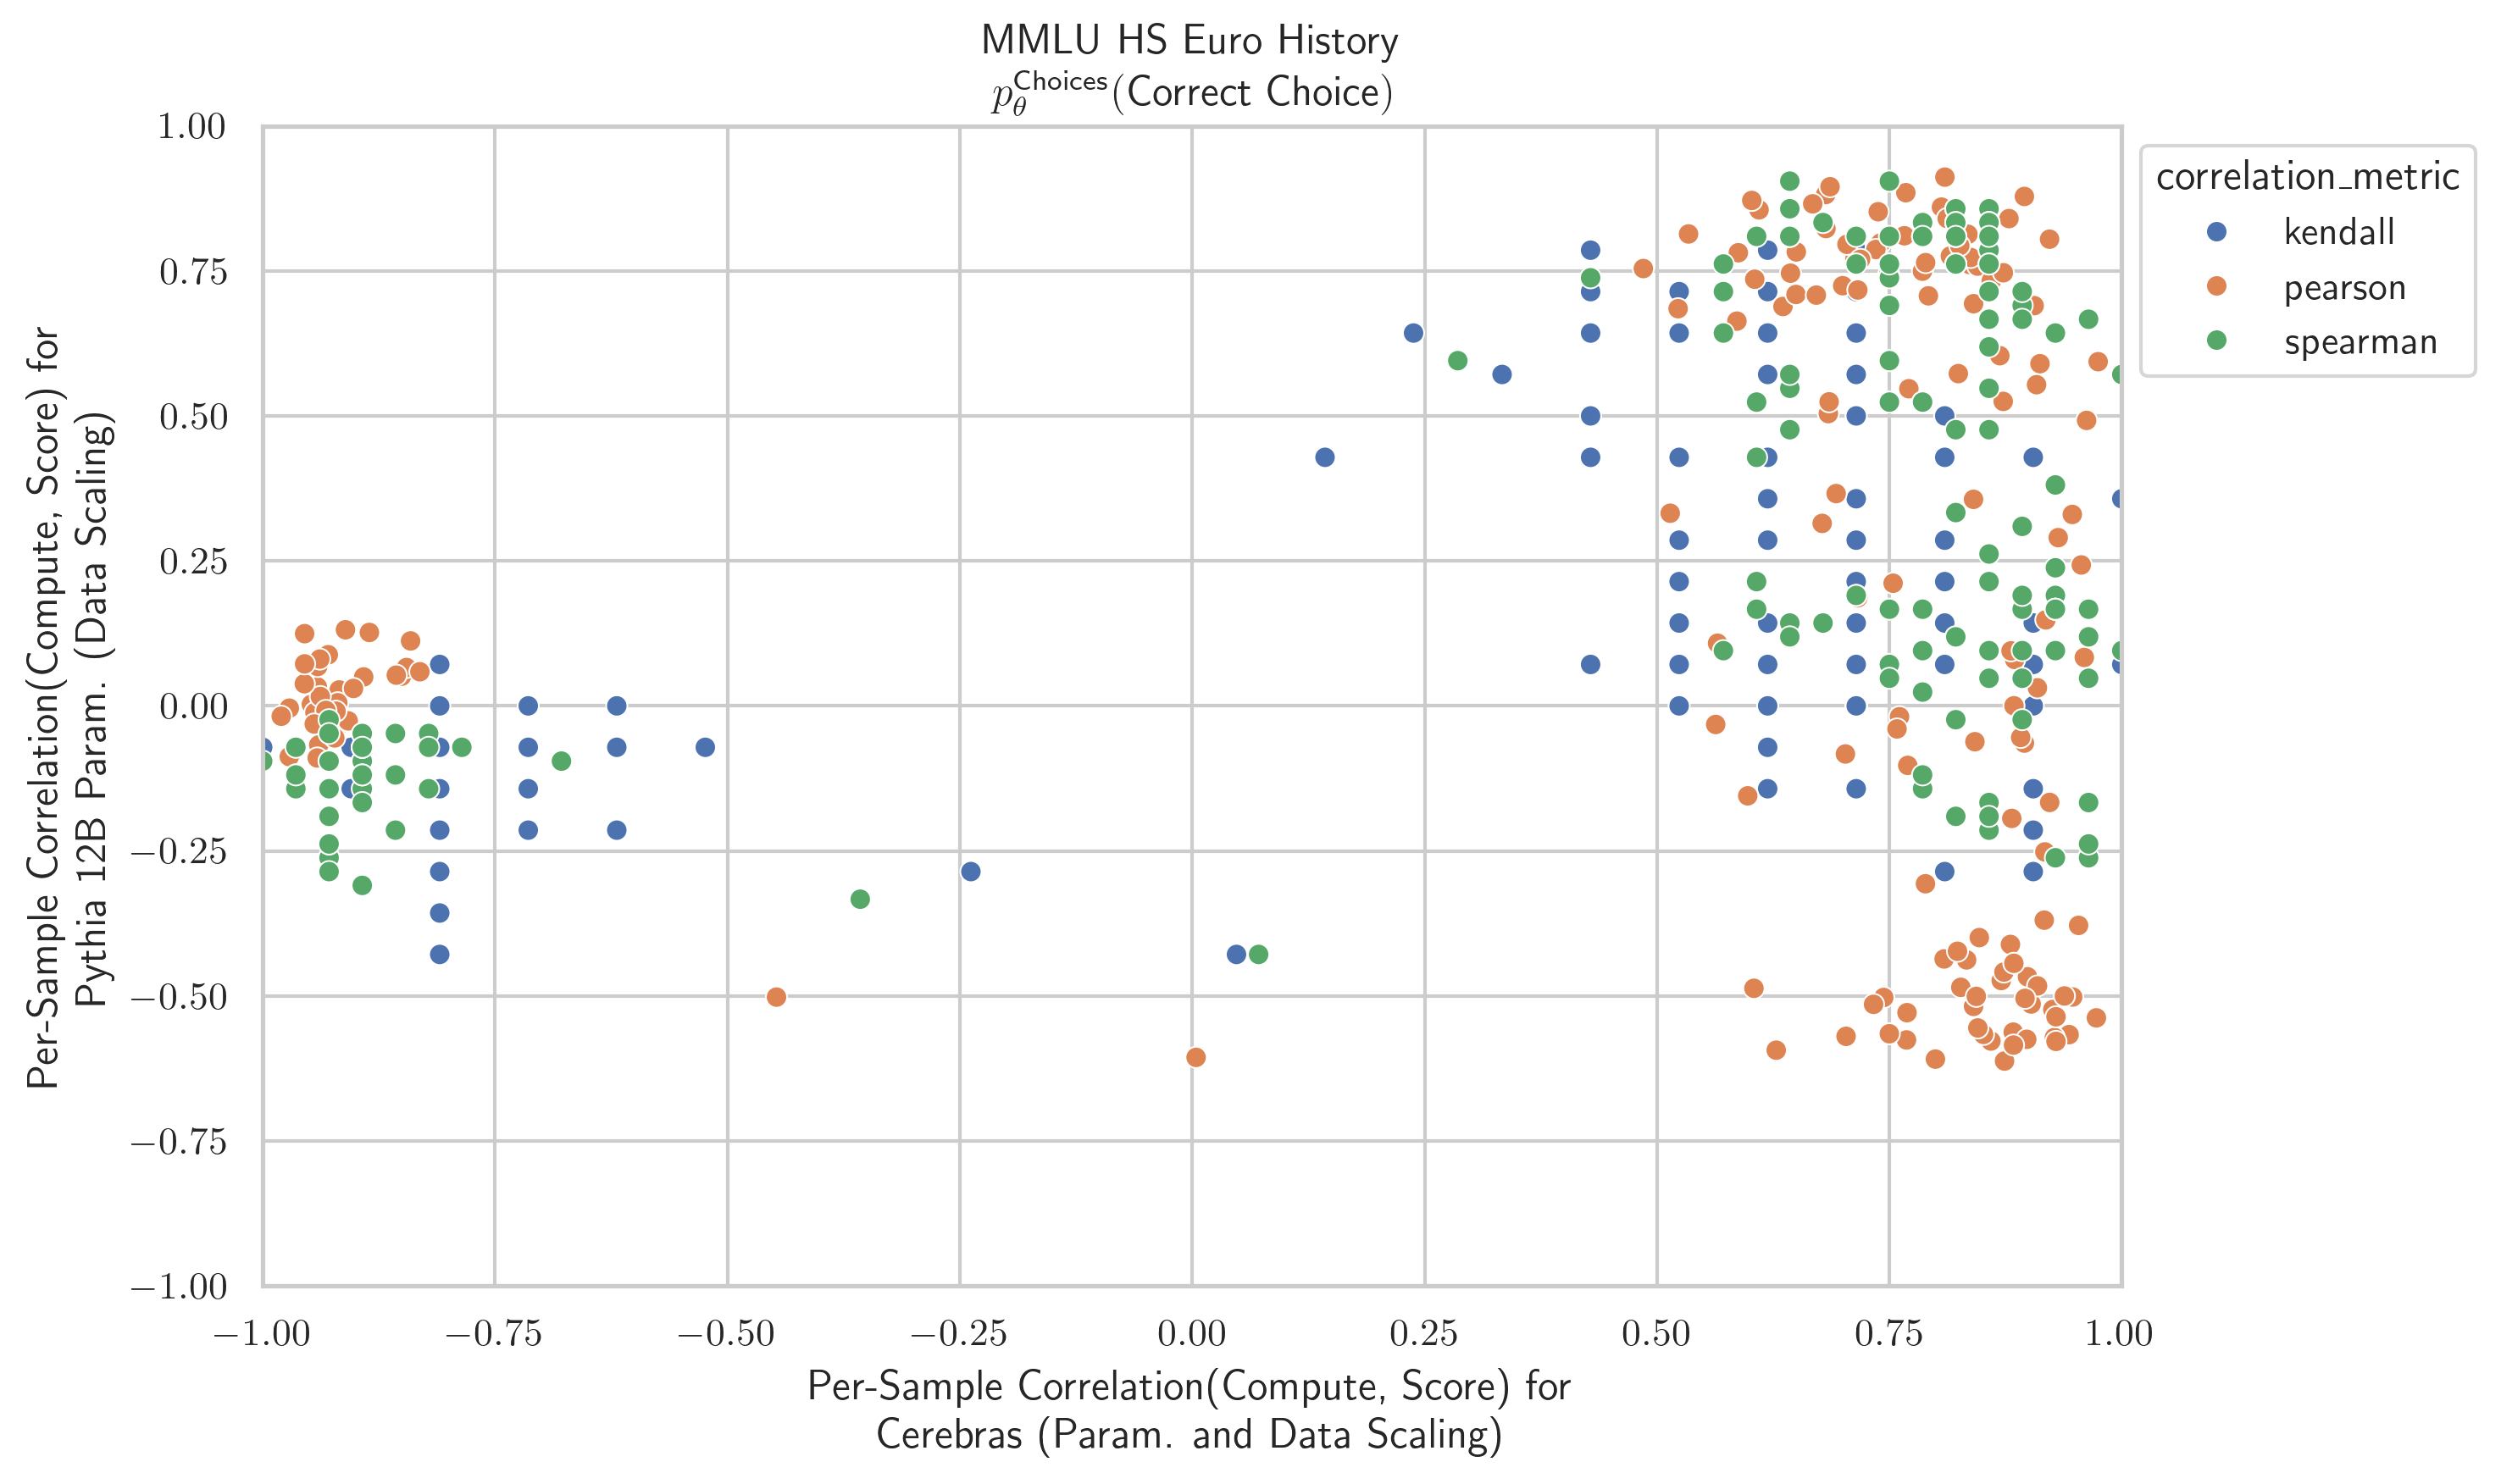 MMLU HS Euro History
p_θ^Choices(Correct Choice)
1.00
0.75
0.50
0.25
0.00
−0.25
−0.50
−0.75
−1.00
Per-Sample Correlation(Compute, Score) for
Pythia 12B Param. (Data Scaling)
correlation_metric
kendall
pearson
spearman
−1.00 −0.75 −0.50 −0.25 0.00 0.25 0.50 0.75 1.00
Per-Sample Correlation(Compute, Score) for
Cerebras (Param. and Data Scaling)